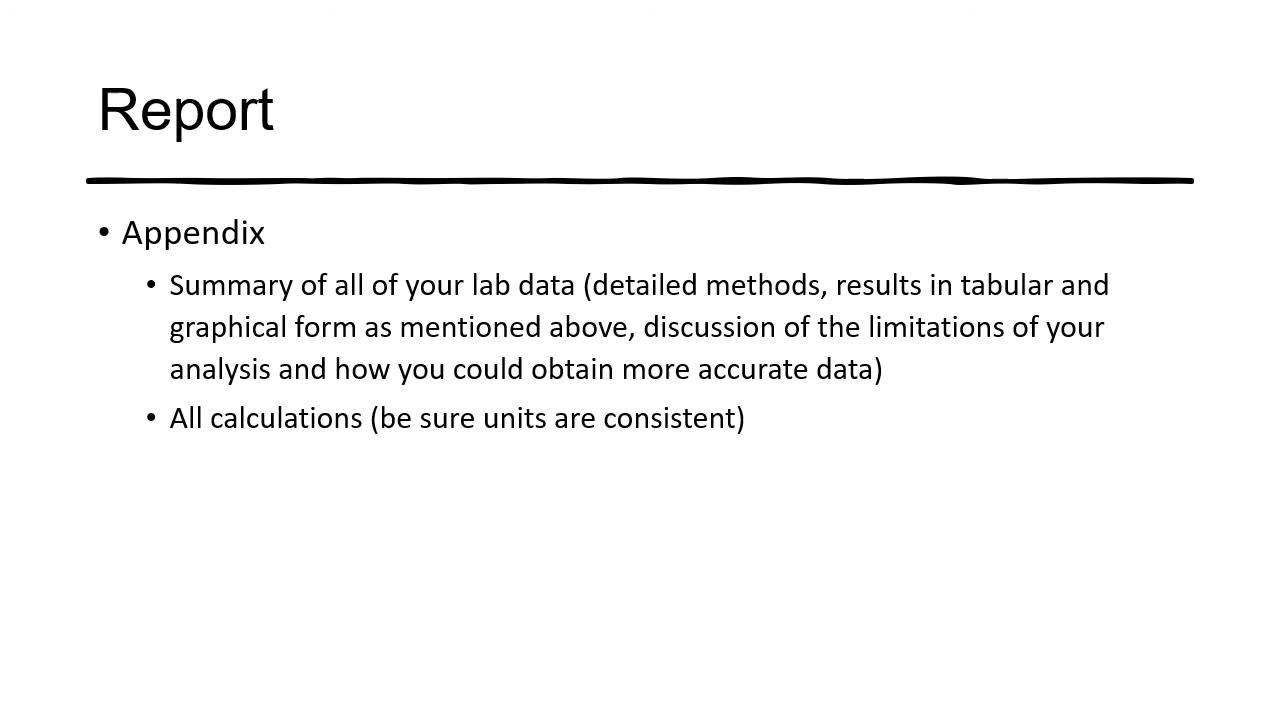 Report
• Appendix
• Summary of all of your lab data (detailed methods, results in tabular and
graphical form as mentioned above, discussion of the limitations of your
analysis and how you could obtain more accurate data)
• All calculations (be sure units are consistent)